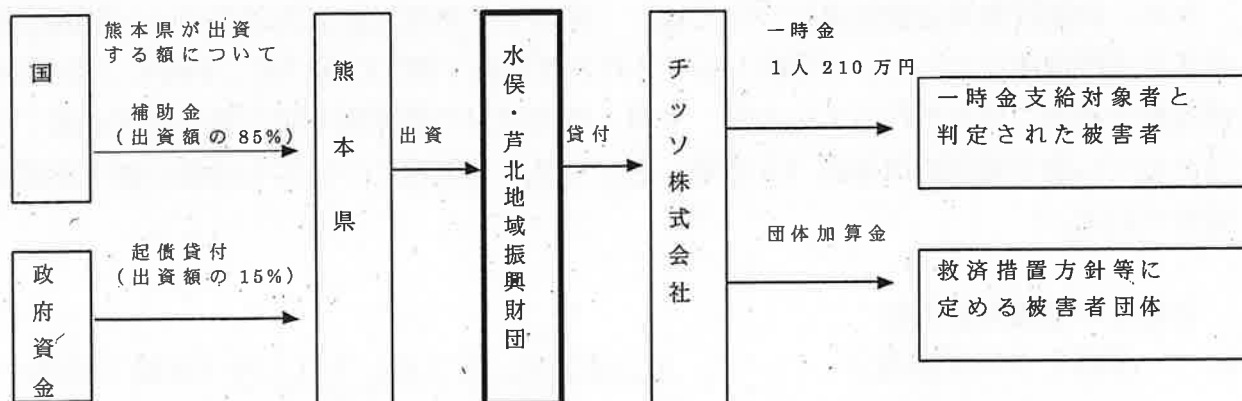 国
熊本県が出資
する額について
補助金
(出資額の85%)
政府資金
起債貸付
(出資額の15%)
熊本県
出資
水俣・芦北地域振興財団
貸付
チッソ株式会社
一時金
1人 210 万円
一時金支給対象者と
判定された被害者
団体加算金
救済措置方針等に
定める被害者団体